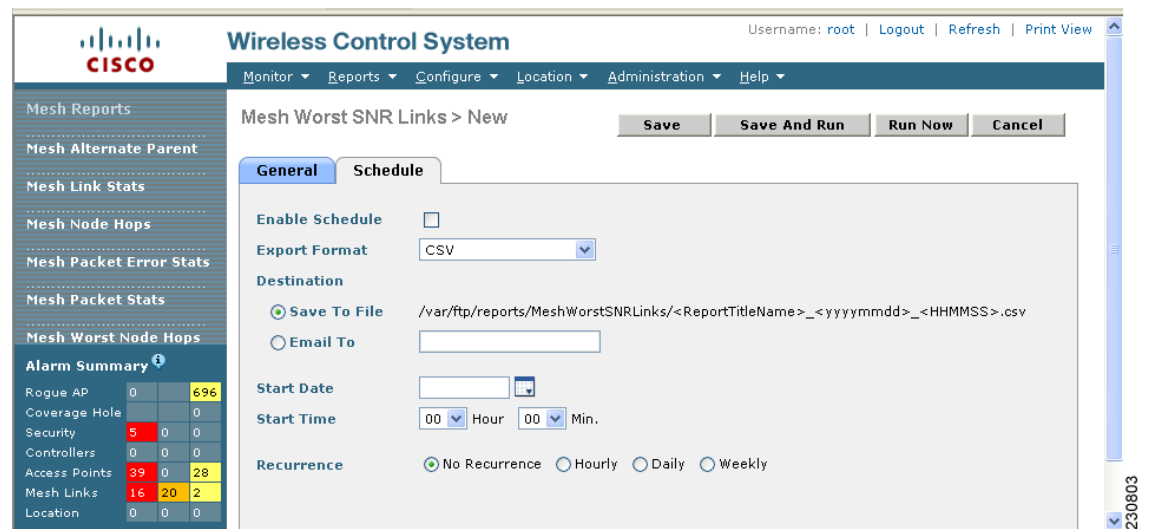 Username: root | Logout | Refresh | Print View
CISCO
Wireless Control System
Monitor Reports Configure Location Administration Help
Mesh Reports
Mesh Alternate Parent
Mesh Link Stats
Mesh Node Hops
Mesh Packet Error Stats
Mesh Packet Stats
Mesh Worst Node Hops
Alarm Summary
Rogue AP 0 696
Coverage Hole 0
Security 5 0 0
Controllers 0 0 0
Access Points 39 0 28
Mesh Links 16 20 2
Location 0 0 0
Mesh Worst SNR Links > New
Save Save And Run Run Now Cancel
General Schedule
Enable Schedule
Export Format CSV
Destination
Save To File /var/ftp/reports/MeshWorstSNRLinks/<ReportTitleName>_<yyyymmdd>_<HHMMSS>.csv
Email To
Start Date
Start Time 00 Hour 00 Min.
Recurrence No Recurrence Hourly Daily Weekly
230803